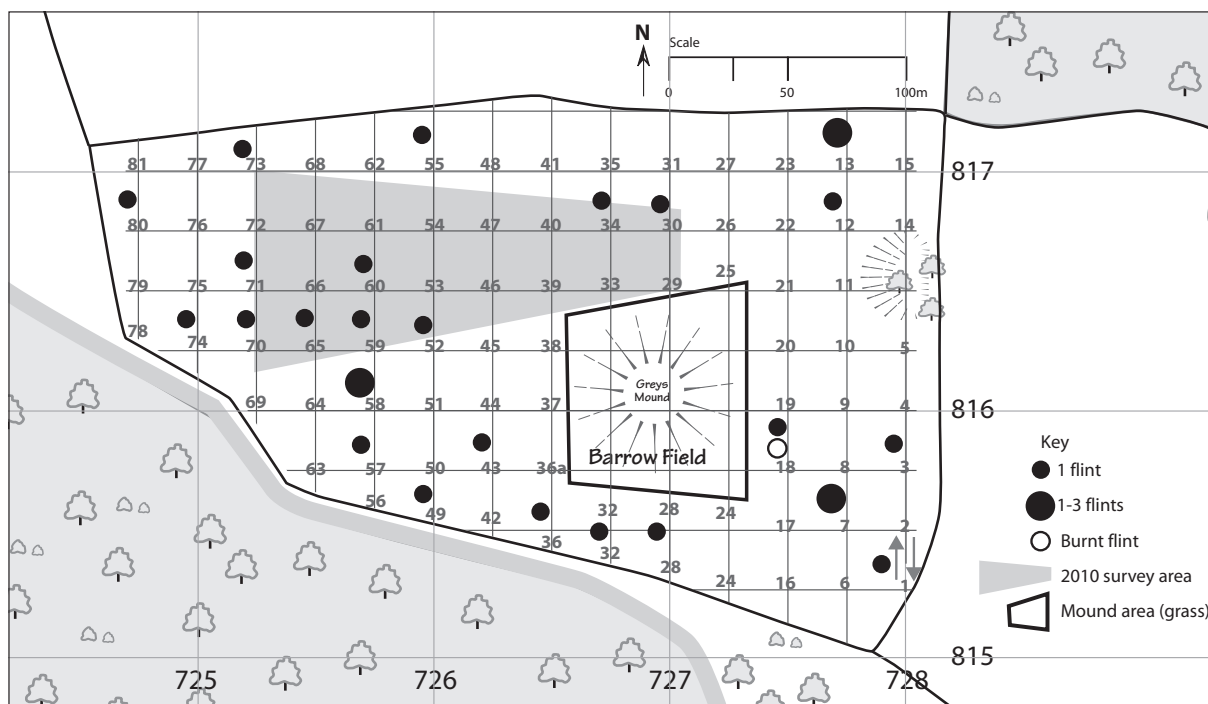 N
Scale
0 50 100m
81 77 73 68 62 55 48 41 35 31 27 23 13 15
817
80 76 72 67 61 54 47 40 34 30 26 22 12 14
25
79 75 71 66 60 53 46 39 33 29 21 11
78
74 70 65 59 52 45 38 20 10 5
Greys
Mound
69 64 58 51 44 37 19 9 4
816
Barrow Field
63 57 50 43 36a 18 8 3
56 49 42 32 28 24 17 7 2
36 32 28 24 16 6 1
Key
1 flint
1-3 flints
Burnt flint
2010 survey area
Mound area (grass)
815
725 726 727 728